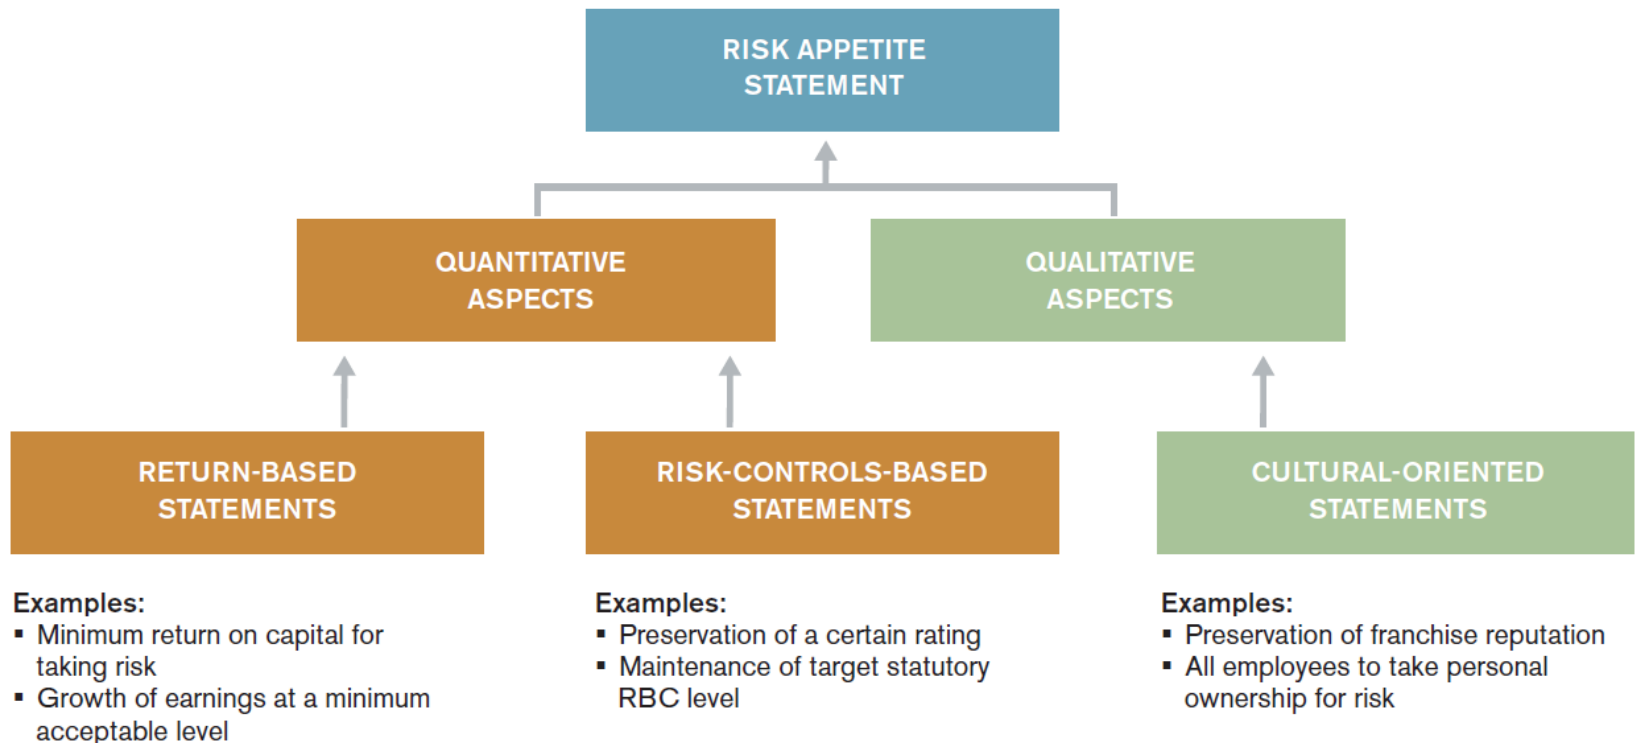 RISK APPETITE
STATEMENT
QUANTITATIVE
ASPECTS
QUALITATIVE
ASPECTS
RETURN-BASED
STATEMENTS
RISK-CONTROLS-BASED
STATEMENTS
CULTURAL-ORIENTED
STATEMENTS
Examples:
▪ Minimum return on capital for
taking risk
▪ Growth of earnings at a minimum
acceptable level
Examples:
▪ Preservation of a certain rating
▪ Maintenance of target statutory
RBC level
Examples:
▪ Preservation of franchise reputation
▪ All employees to take personal
ownership for risk